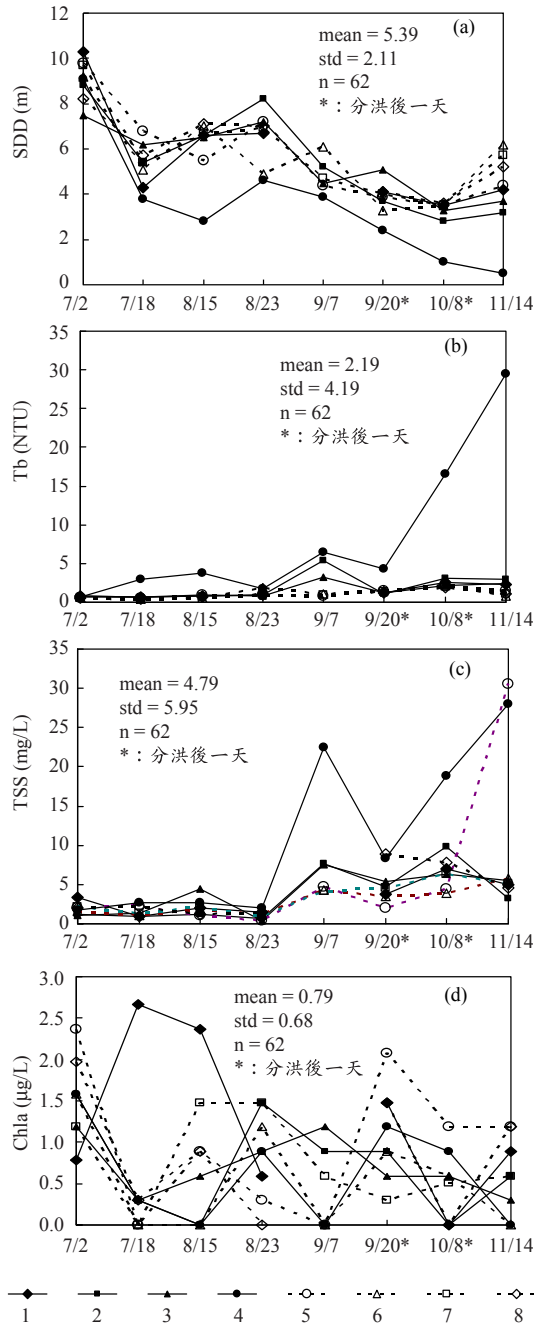 (a)
mean = 5.39
std = 2.11
n = 62
*：分洪後一天
SDD (m)
12
10
8
6
4
2
0
7/2 7/18 8/15 8/23 9/7 9/20* 10/8* 11/14
(b)
mean = 2.19
std = 4.19
n = 62
*：分洪後一天
Tb (NTU)
35
30
25
20
15
10
5
0
7/2 7/18 8/15 8/23 9/7 9/20* 10/8* 11/14
(c)
mean = 4.79
std = 5.95
n = 62
*：分洪後一天
TSS (mg/L)
35
30
25
20
15
10
5
0
7/2 7/18 8/15 8/23 9/7 9/20* 10/8* 11/14
(d)
mean = 0.79
std = 0.68
n = 62
*：分洪後一天
Chla (μg/L)
3.0
2.5
2.0
1.5
1.0
0.5
0.0
7/2 7/18 8/15 8/23 9/7 9/20* 10/8* 11/14
1 2 3 4 5 6 7 8